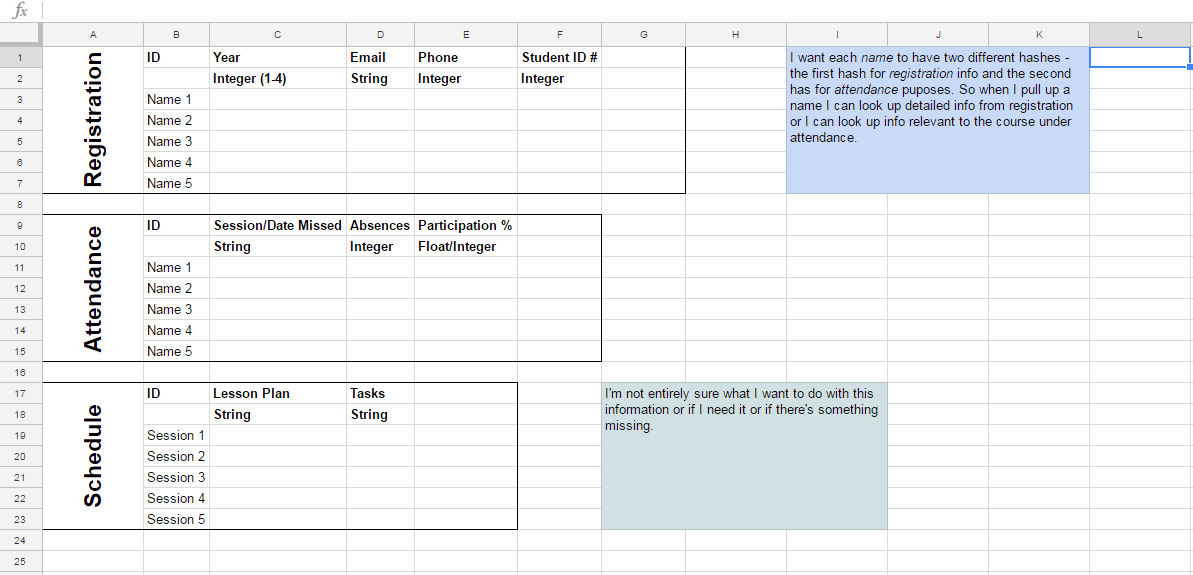 fx
A B C D E F G H I J K L
1 ID Year Email Phone Student ID #
2 Integer (1-4) String Integer Integer
Registration
3 Name 1
4 Name 2
5 Name 3
6 Name 4
7 Name 5
I want each name to have two different hashes -
the first hash for registration info and the second
has for attendance puposes. So when I pull up a
name I can look up detailed info from registration
or I can look up info relevant to the course under
attendance.
8
9 ID Session/Date Missed Absences Participation %
10 String Integer Float/Integer
Attendance
11 Name 1
12 Name 2
13 Name 3
14 Name 4
15 Name 5
16
17 ID Lesson Plan Tasks
18 String String
Schedule
19 Session 1
20 Session 2
21 Session 3
22 Session 4
23 Session 5
I'm not entirely sure what I want to do with this
information or if I need it or if there's something
missing.
24
25